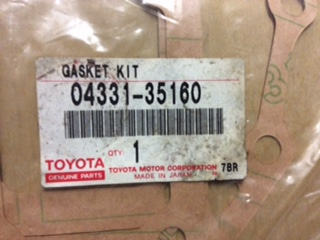 GASKET KIT
04331-35160
QTY: 1
TOYOTA TOYOTA MOTOR CORPORATION 78R
GENUINE PARTS MADE IN JAPAN